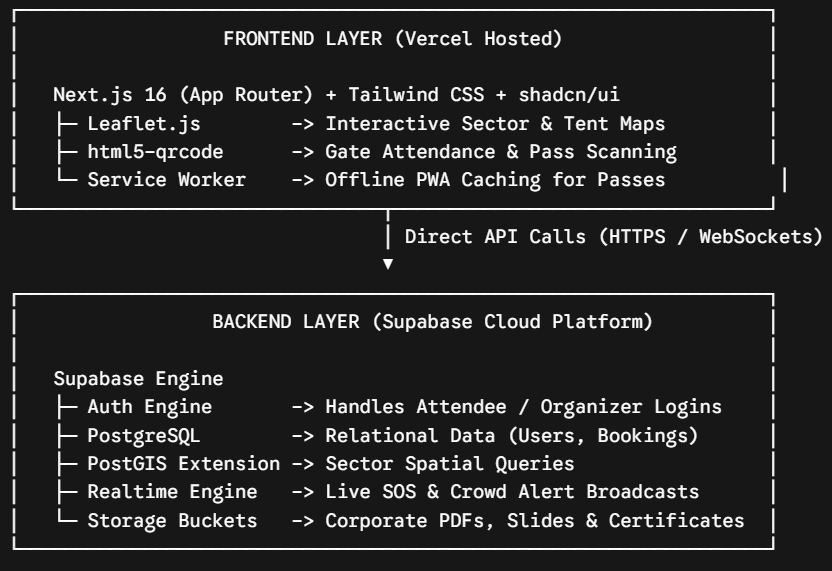 FRONTEND LAYER (Vercel Hosted)
Next.js 16 (App Router) + Tailwind CSS + shadcn/ui
├─ Leaflet.js -> Interactive Sector & Tent Maps
├─ html5-qrcode -> Gate Attendance & Pass Scanning
└─ Service Worker -> Offline PWA Caching for Passes
Direct API Calls (HTTPS / WebSockets)
▼
BACKEND LAYER (Supabase Cloud Platform)
Supabase Engine
├─ Auth Engine -> Handles Attendee / Organizer Logins
├─ PostgreSQL -> Relational Data (Users, Bookings)
├─ PostGIS Extension -> Sector Spatial Queries
├─ Realtime Engine -> Live SOS & Crowd Alert Broadcasts
└─ Storage Buckets -> Corporate PDFs, Slides & Certificates